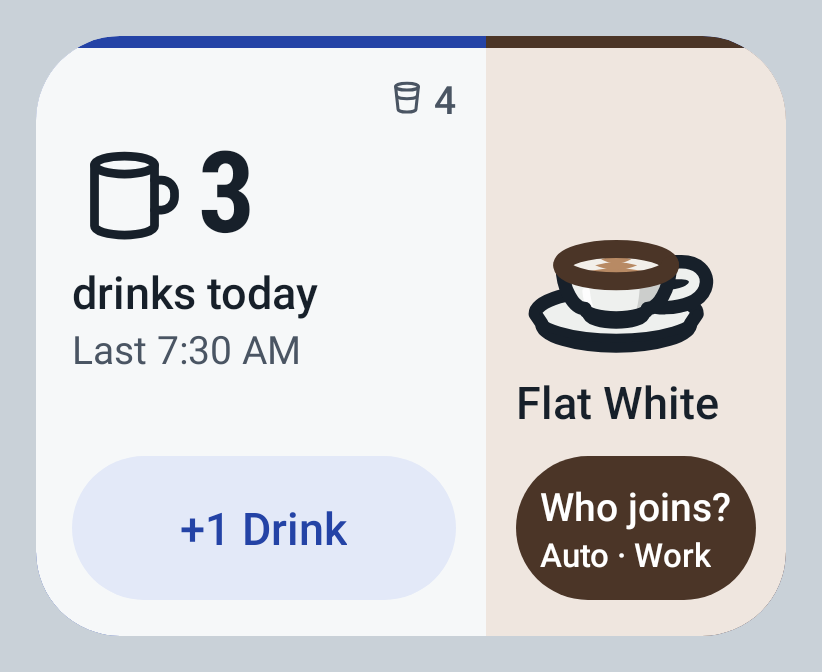 4
3
drinks today
Last 7:30 AM
+1 Drink
Flat White
Who joins?
Auto · Work